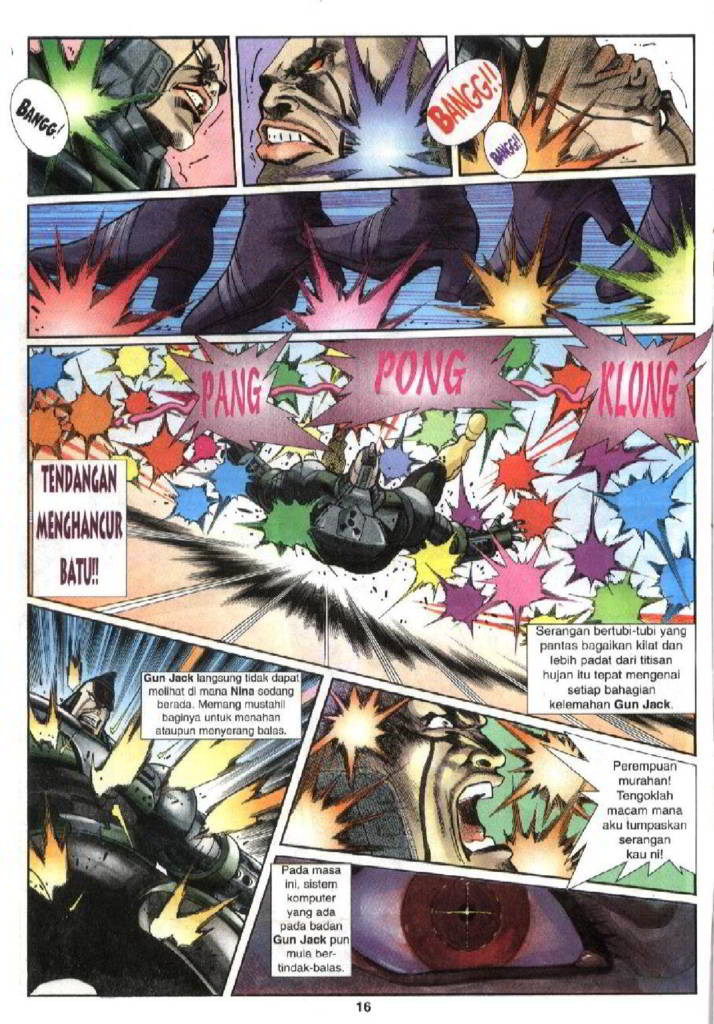 BANGG!
BANGG!!
BANGG!!
PANG
PONG
KLONG
TENDANGAN
MENGHANCUR
BATU!!
Serangan bertubi-tubi yang
pantas bagaikan kilat dan
lebih padat dari titisan
hujan itu tepat mengenai
setiap bahagian
kelemahan Gun Jack.
Gun Jack langsung tidak dapat
melihat di mana Nina sedang
berada. Memang mustahil
baginya untuk menahan
ataupun menyerang balas.
Perempuan
murahan!
Tengoklah
macam mana
aku tumpaskan
serangan
kau ni!
Pada masa
ini, sistem
komputer
yang ada
pada badan
Gun Jack pun
mula ber-
tindak-balas.
16